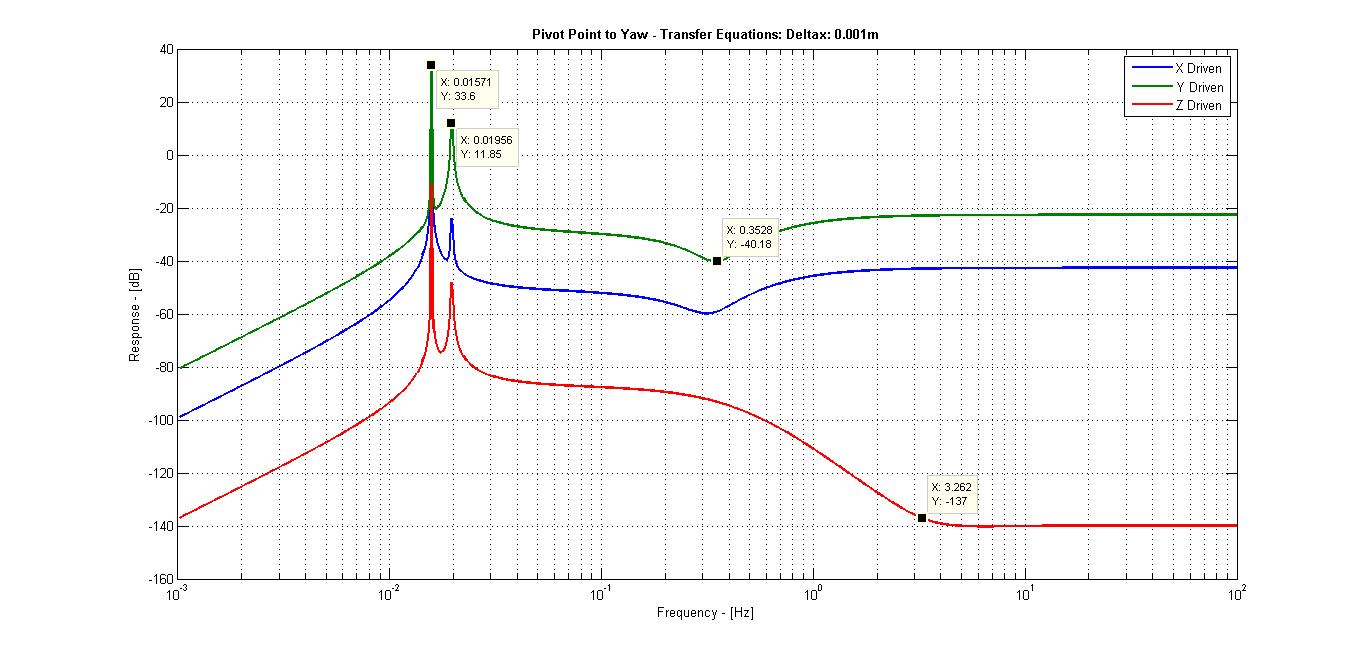 Pivot Point to Yaw - Transfer Equations: Deltax: 0.001m
X Driven
Y Driven
Z Driven
X: 0.01571
Y: 33.6
X: 0.01956
Y: 11.85
X: 0.3528
Y: -40.18
X: 3.262
Y: -137
40
20
0
-20
-40
-60
-80
-100
-120
-140
-160
Response - [dB]
10^-3
10^-2
10^-1
10^0
10^1
10^2
Frequency - [Hz]